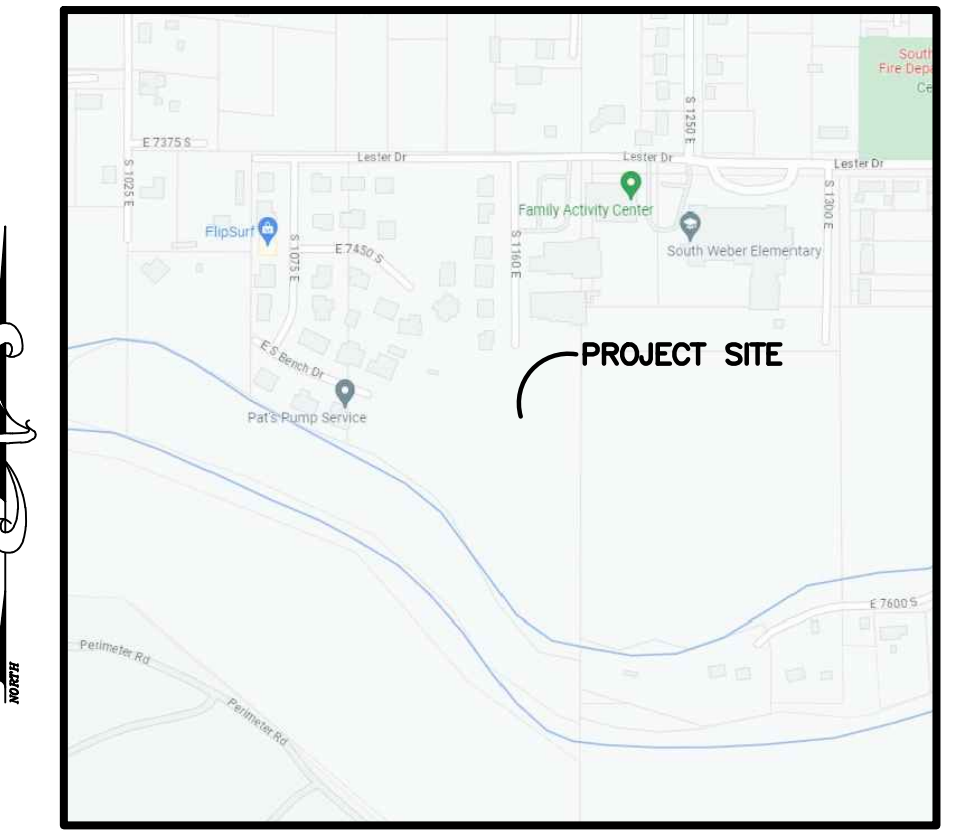 South
Fire Depa
Ce
E 7375 S
S 1025 E
Lester Dr
S 1250 E
Lester Dr
Lester Dr
Family Activity Center
FlipSurf
S 1075 E
E 7450 S
S 1160 E
South Weber Elementary
S 1300 E
E S Bench Dr
PROJECT SITE
Pat's Pump Service
E 7600 S
Perimeter Rd
Perimeter Rd
NORTH